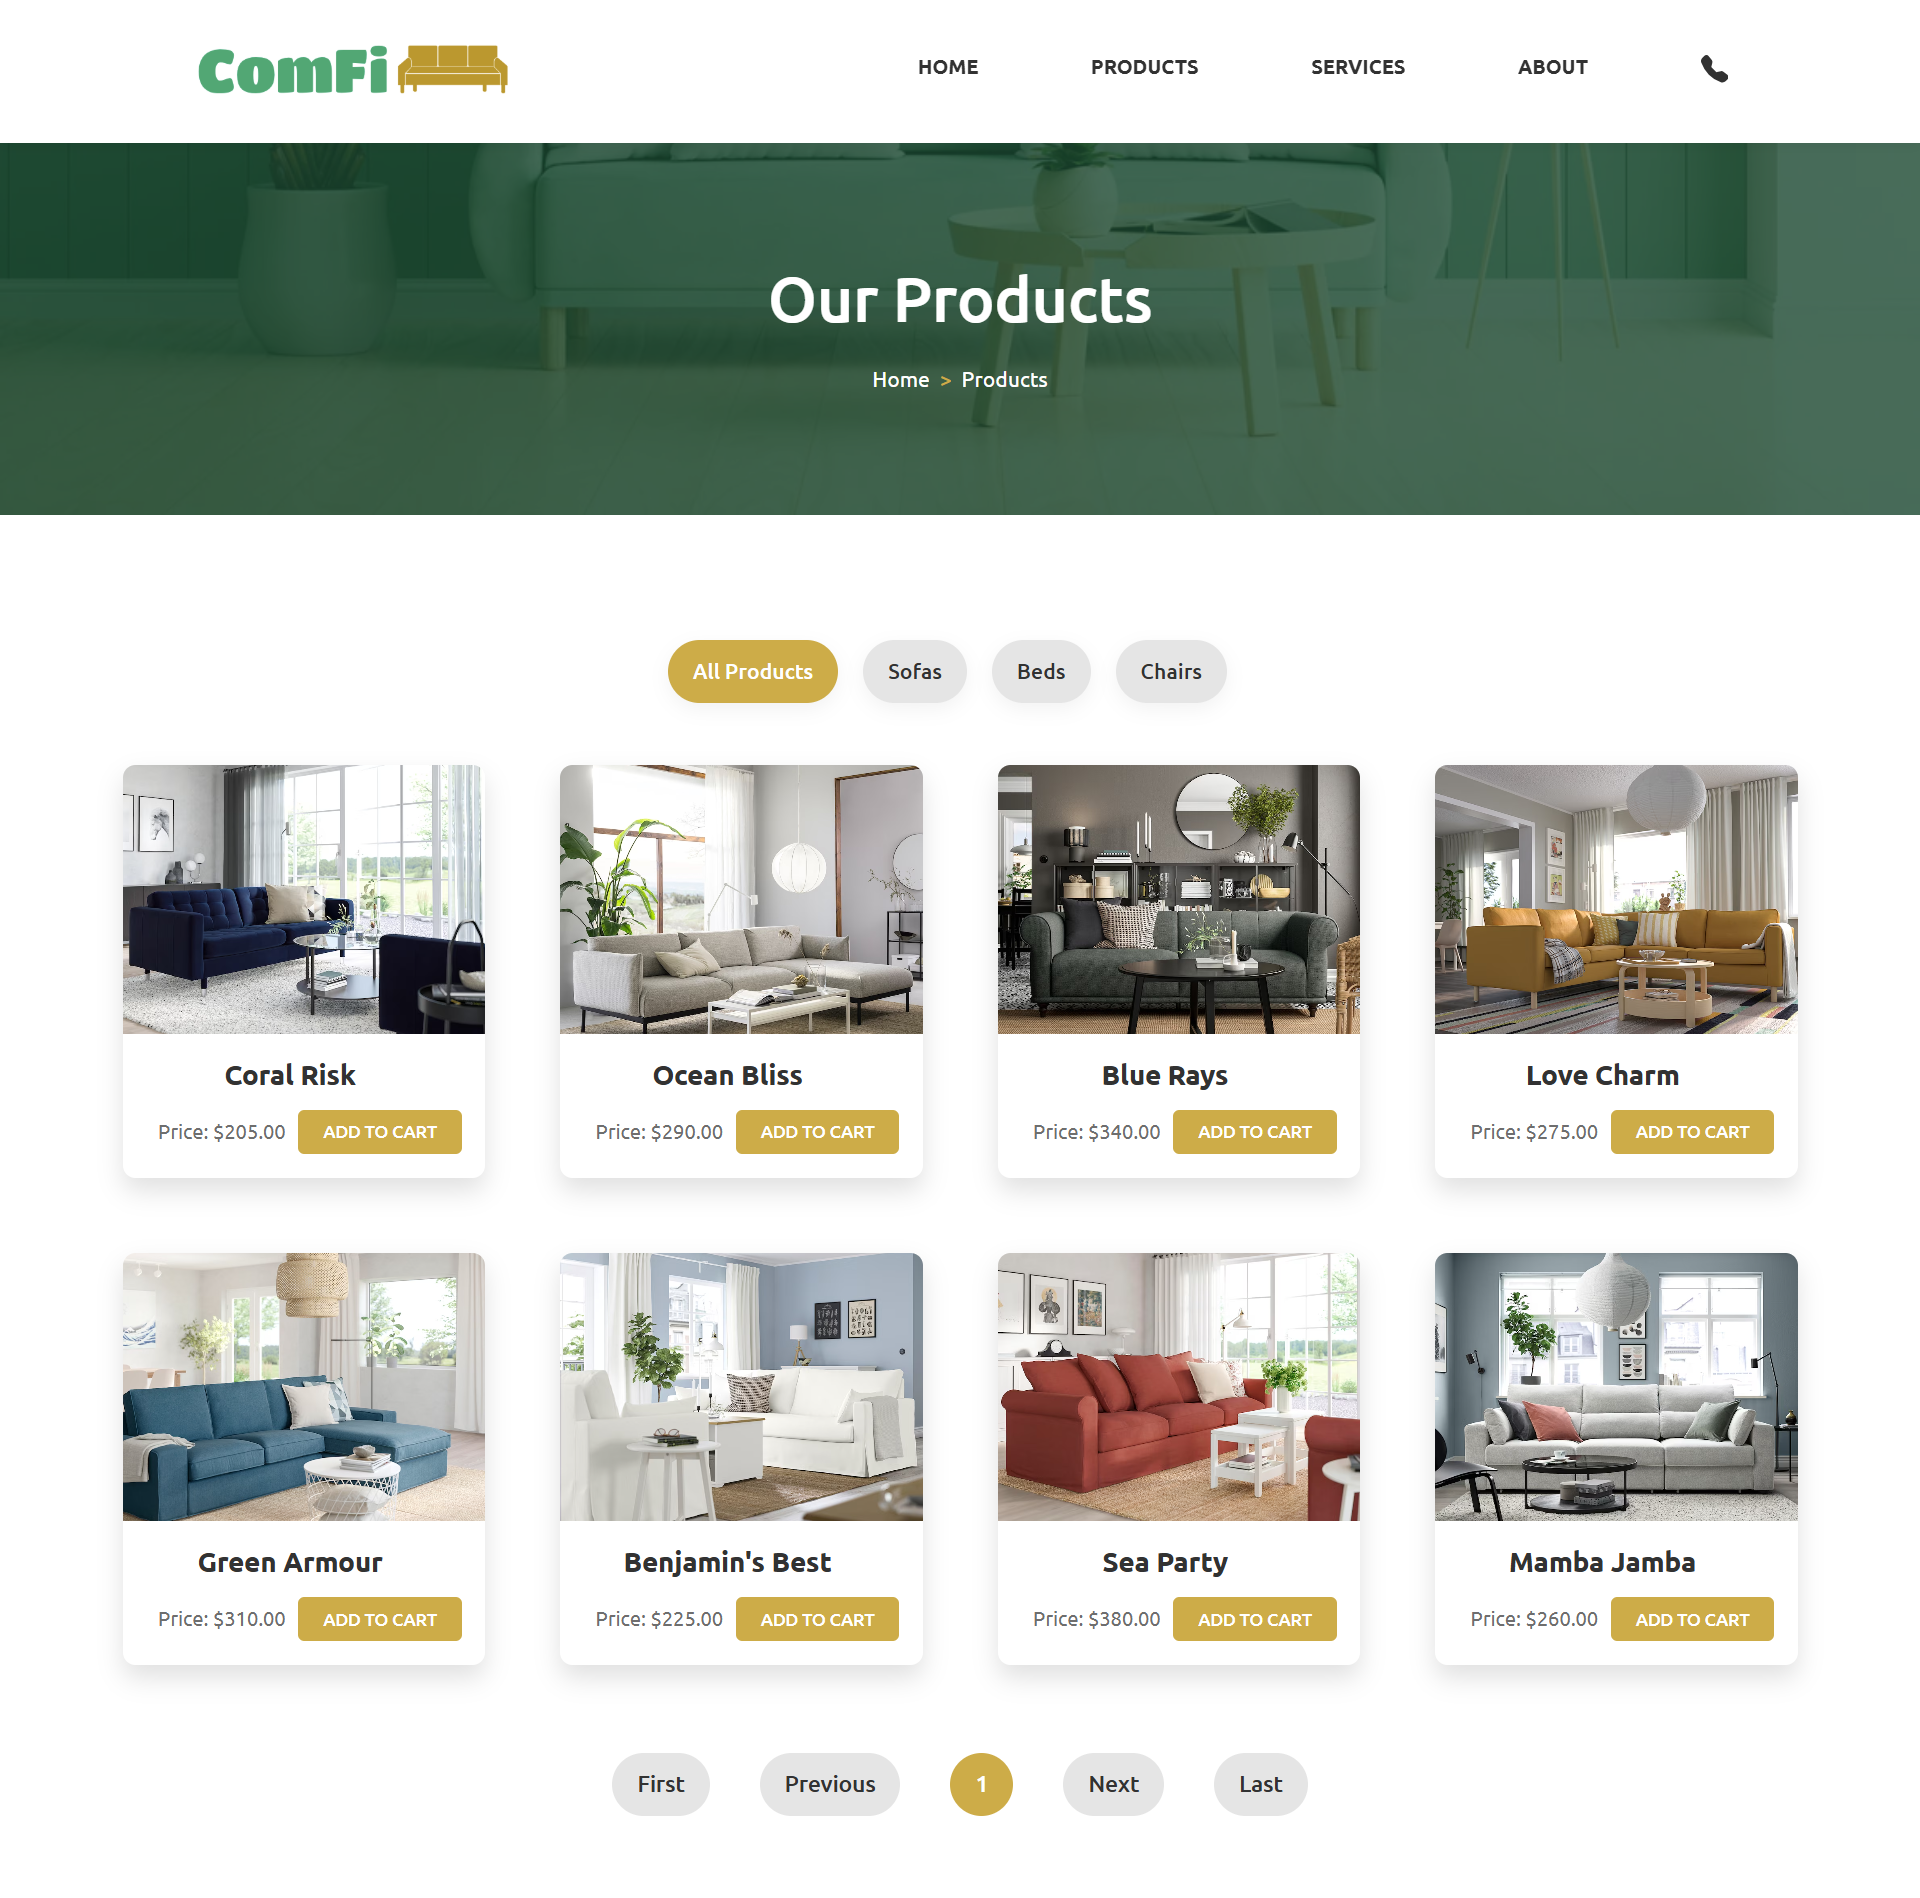 ComFi
HOME PRODUCTS SERVICES ABOUT
Our Products
Home > Products
All Products Sofas Beds Chairs
Coral Risk
Price: $205.00 ADD TO CART
Ocean Bliss
Price: $290.00 ADD TO CART
Blue Rays
Price: $340.00 ADD TO CART
Love Charm
Price: $275.00 ADD TO CART
Green Armour
Price: $310.00 ADD TO CART
Benjamin's Best
Price: $225.00 ADD TO CART
Sea Party
Price: $380.00 ADD TO CART
Mamba Jamba
Price: $260.00 ADD TO CART
First Previous 1 Next Last